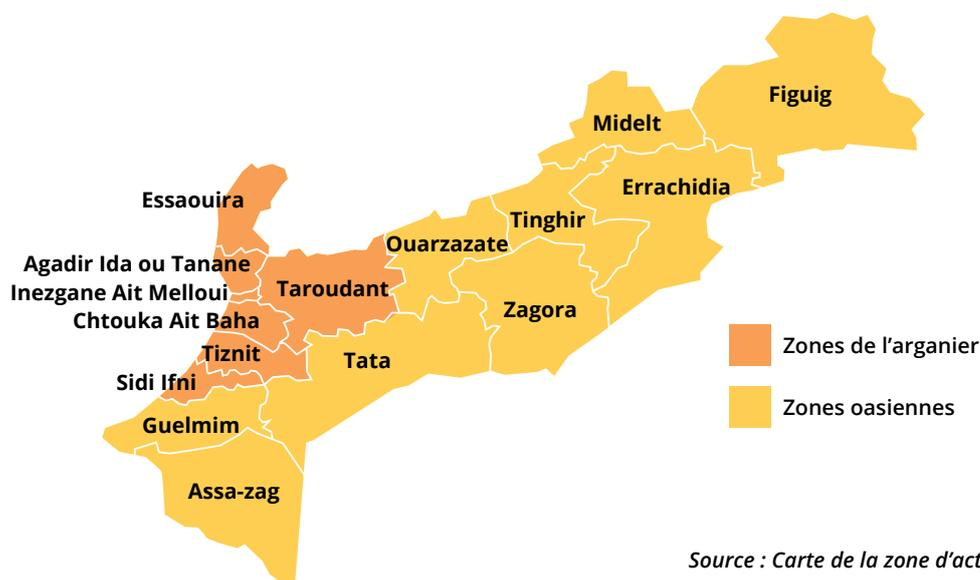 Figuig
Midelt
Errachidia
Essaouira
Tinghir
Ouarzazate
Agadir Ida ou Tanane
Taroudant
Inezgane Ait Melloui
Zagora
Chtouka Ait Baha
Tiznit
Tata
Sidi Ifni
Guelmim
Assa-zag
Zones de l’arganier
Zones oasiennes
Source : Carte de la zone d’act